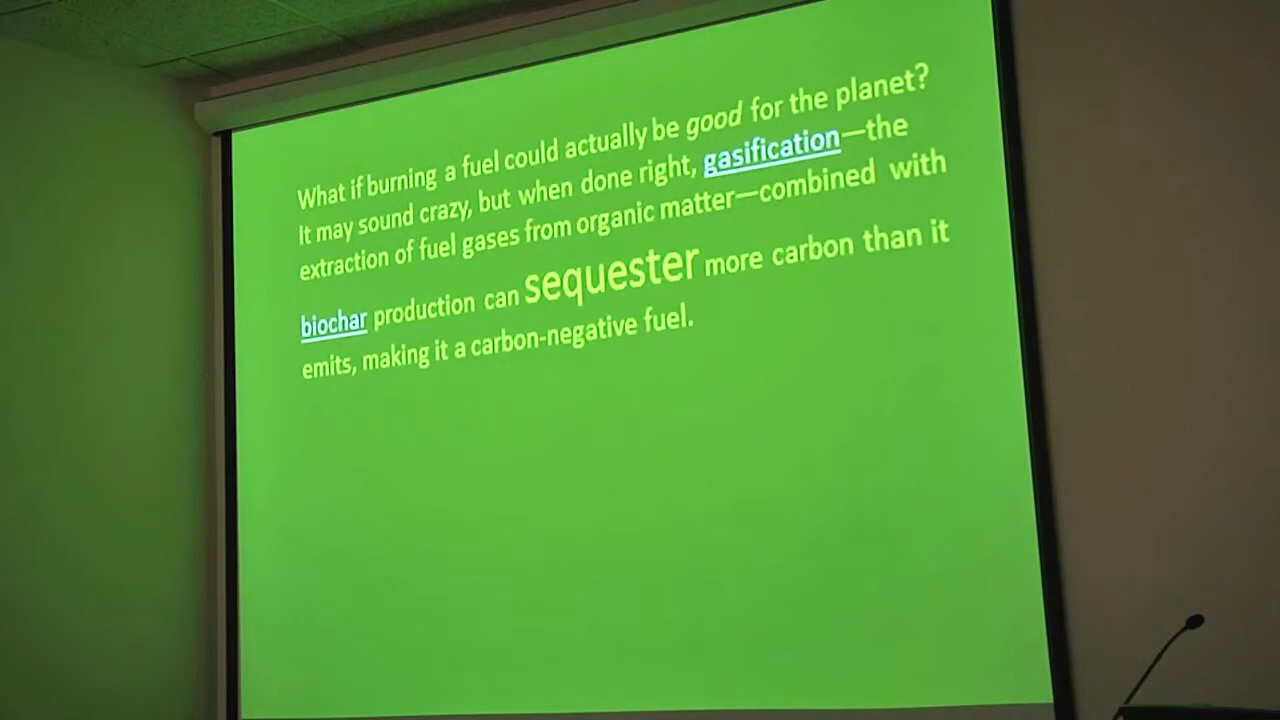 What if burning a fuel could actually be good for the planet?
It may sound crazy, but when done right, gasification—the
extraction of fuel gases from organic matter—combined with
biochar production can sequester more carbon than it
emits, making it a carbon-negative fuel.